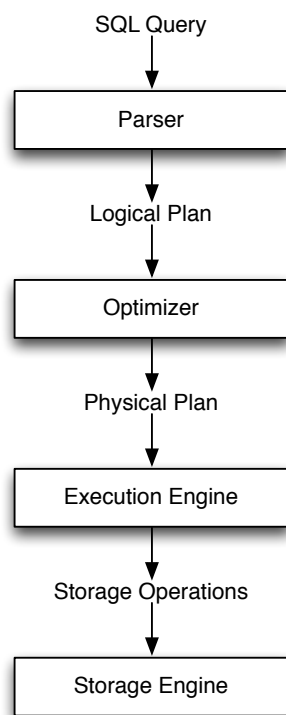 SQL Query
Parser
Logical Plan
Optimizer
Physical Plan
Execution Engine
Storage Operations
Storage Engine